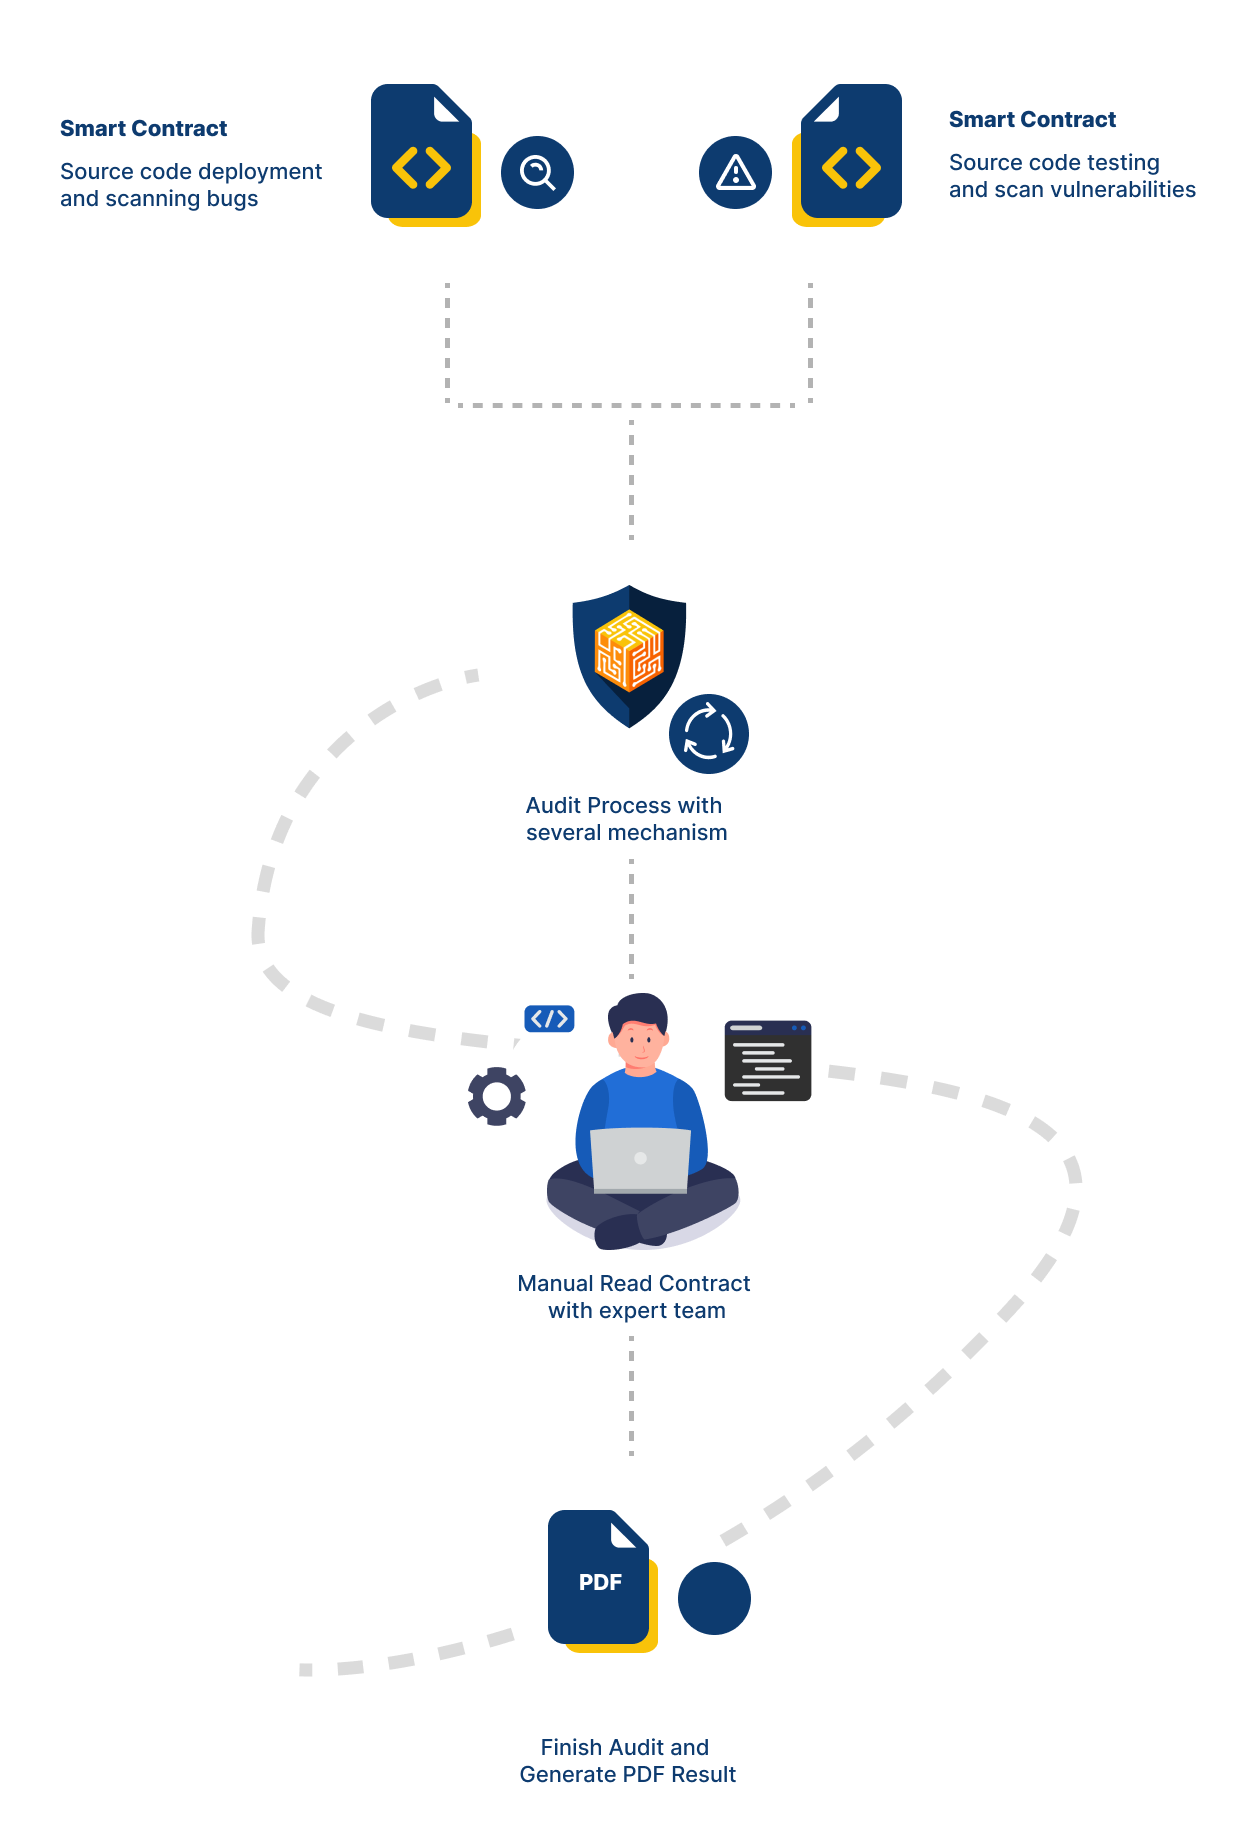 Smart Contract
Source code deployment
and scanning bugs
Smart Contract
Source code testing
and scan vulnerabilities
Audit Process with
several mechanism
</>
Manual Read Contract
with expert team
PDF
Finish Audit and
Generate PDF Result